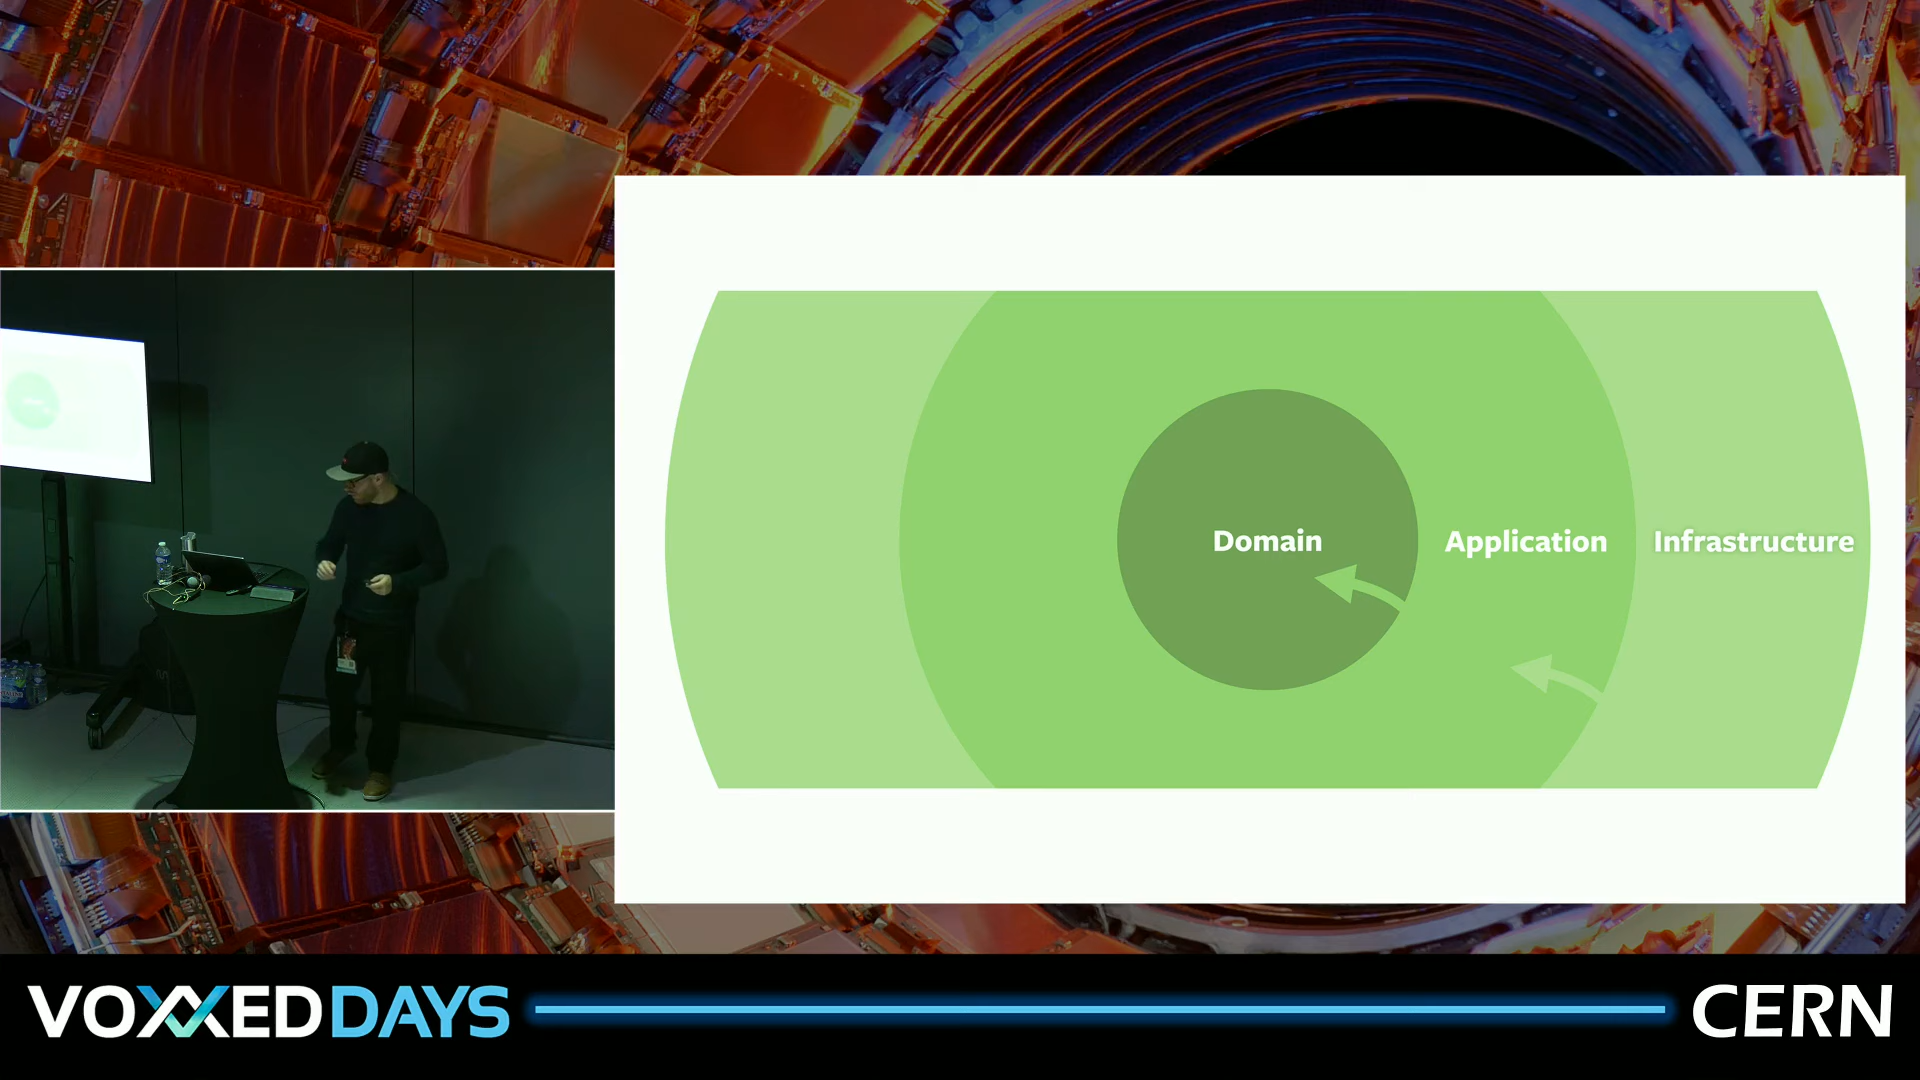 Domain
Application
Infrastructure
VOXXEDDAYS
CERN